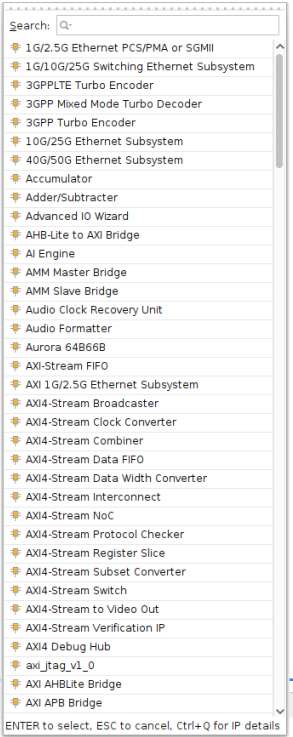 Search:
1G/2.5G Ethernet PCS/PMA or SGMII
1G/10G/25G Switching Ethernet Subsystem
3GPPLTE Turbo Encoder
3GPP Mixed Mode Turbo Decoder
3GPP Turbo Encoder
10G/25G Ethernet Subsystem
40G/50G Ethernet Subsystem
Accumulator
Adder/Subtracter
Advanced IO Wizard
AHB-Lite to AXI Bridge
AI Engine
AMM Master Bridge
AMM Slave Bridge
Audio Clock Recovery Unit
Audio Formatter
Aurora 64B66B
AXI-Stream FIFO
AXI 1G/2.5G Ethernet Subsystem
AXI4-Stream Broadcaster
AXI4-Stream Clock Converter
AXI4-Stream Combiner
AXI4-Stream Data FIFO
AXI4-Stream Data Width Converter
AXI4-Stream Interconnect
AXI4-Stream NoC
AXI4-Stream Protocol Checker
AXI4-Stream Register Slice
AXI4-Stream Subset Converter
AXI4-Stream Switch
AXI4-Stream to Video Out
AXI4-Stream Verification IP
AXI4 Debug Hub
axi_jtag_v1_0
AXI AHBLite Bridge
AXI APB Bridge
ENTER to select, ESC to cancel, Ctrl+Q for IP details